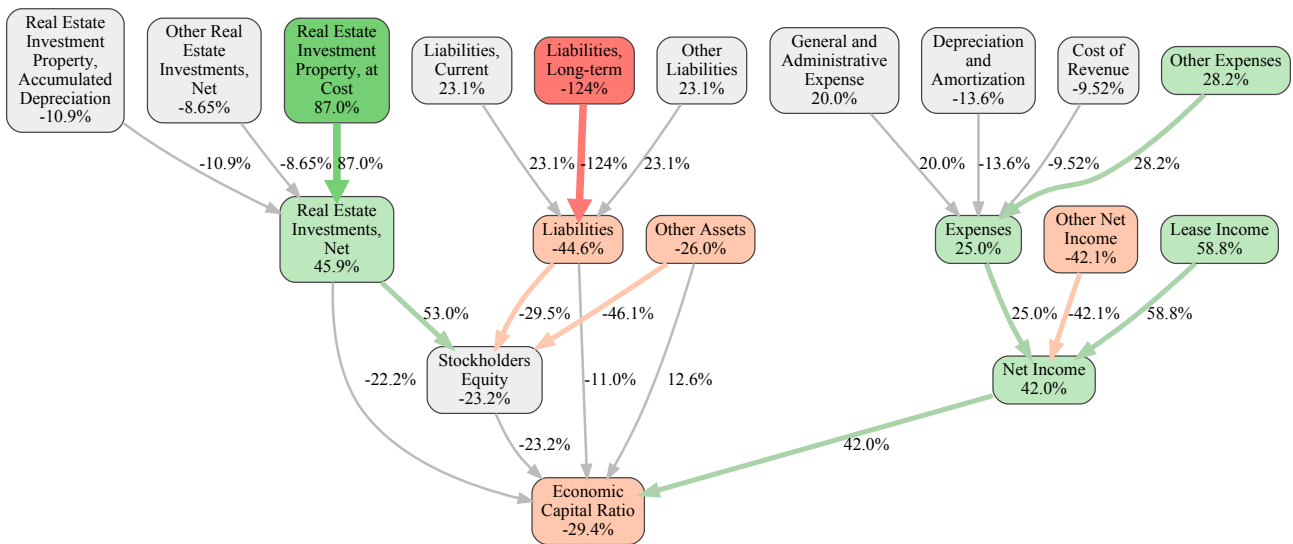 Real Estate
Investment
Property,
Accumulated
Depreciation
-10.9%
Other Real
Estate
Investments,
Net
-8.65%
Real Estate
Investment
Property, at
Cost
87.0%
Liabilities,
Current
23.1%
Liabilities,
Long-term
-124%
Other
Liabilities
23.1%
General and
Administrative
Expense
20.0%
Depreciation
and
Amortization
-13.6%
Cost of
Revenue
-9.52%
Other Expenses
28.2%
-10.9%
-8.65%
87.0%
23.1%
-124%
23.1%
20.0%
-13.6%
-9.52%
28.2%
Real Estate
Investments,
Net
45.9%
Liabilities
-44.6%
Other Assets
-26.0%
Expenses
25.0%
Other Net
Income
-42.1%
Lease Income
58.8%
53.0%
-29.5%
-46.1%
25.0%
-42.1%
58.8%
Stockholders
Equity
-23.2%
Net Income
42.0%
-22.2%
-11.0%
12.6%
-23.2%
42.0%
Economic
Capital Ratio
-29.4%